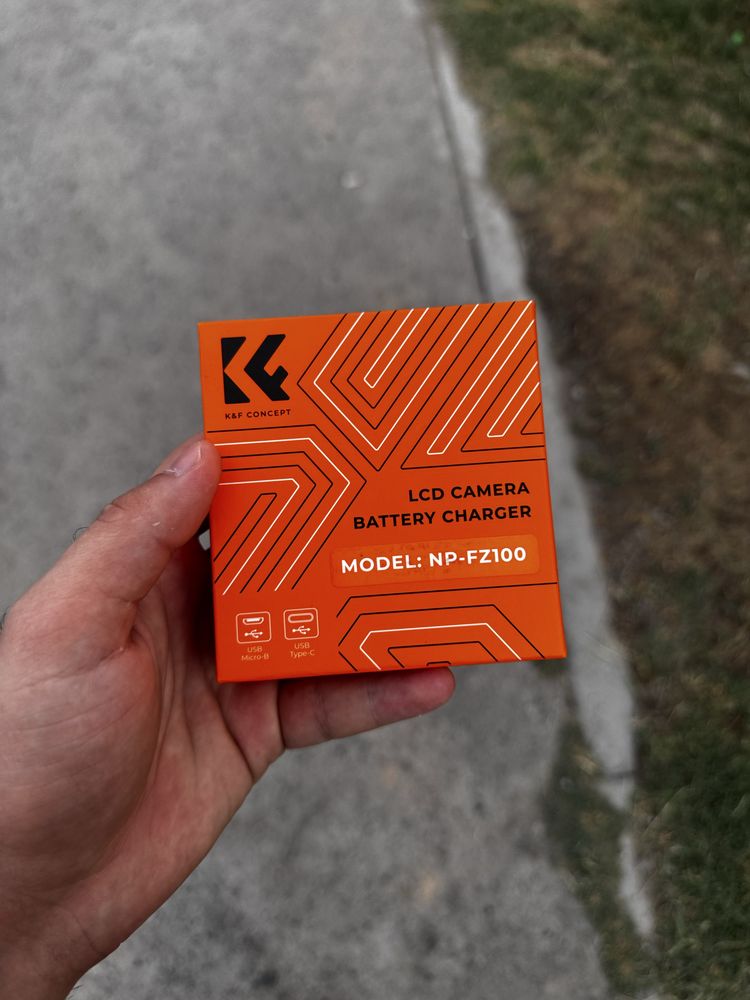 K&F CONCEPT
LCD CAMERA
BATTERY CHARGER
MODEL: NP-FZ100
USB
Micro-B
USB
Type-C